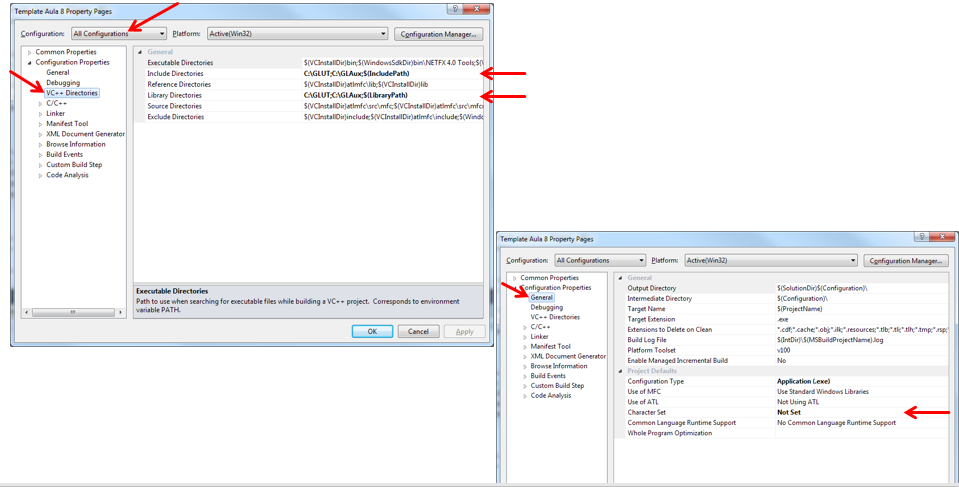 Template Aula 8 Property Pages
Configuration: All Configurations Platform: Active(Win32) Configuration Manager...
Common Properties
Configuration Properties
General
Debugging
VC++ Directories
C/C++
Linker
Manifest Tool
XML Document Generator
Browse Information
Build Events
Custom Build Step
Code Analysis
General
Executable Directories $(VCInstallDir)bin;$(WindowsSdkDir)bin\NETFX 4.0 Tools;$(
Include Directories C:\GLUT;C:\GLAux;$(IncludePath)
Reference Directories $(VCInstallDir)atlmfc\lib;$(VCInstallDir)lib
Library Directories C:\GLUT;C:\GLAux;$(LibraryPath)
Source Directories $(VCInstallDir)atlmfc\src\mfc;$(VCInstallDir)atlmfc\src\mfc
Exclude Directories $(VCInstallDir)include;$(VCInstallDir)atlmfc\include;$(Windo
Executable Directories
Path to use when searching for executable files while building a VC++ project. Corresponds to environment
variable PATH.
OK Cancel Apply
Template Aula 8 Property Pages
Configuration: All Configurations Platform: Active(Win32) Configuration Manager...
Common Properties
Configuration Properties
General
Debugging
VC++ Directories
C/C++
Linker
Manifest Tool
XML Document Generator
Browse Information
Build Events
Custom Build Step
Code Analysis
General
Output Directory $(SolutionDir)$(Configuration)\
Intermediate Directory $(Configuration)\
Target Name $(ProjectName)
Target Extension .exe
Extensions to Delete on Clean *.cdf;*.cache;*.obj;*.ilk;*.resources;*.tlb;*.tli;*.tlh;*.tmp;*.rsp;
Build Log File $(IntDir)\$(MSBuildProjectName).log
Platform Toolset v100
Enable Managed Incremental Build No
Project Defaults
Configuration Type Application (.exe)
Use of MFC Use Standard Windows Libraries
Use of ATL Not Using ATL
Character Set Not Set
Common Language Runtime Support No Common Language Runtime Support
Whole Program Optimization